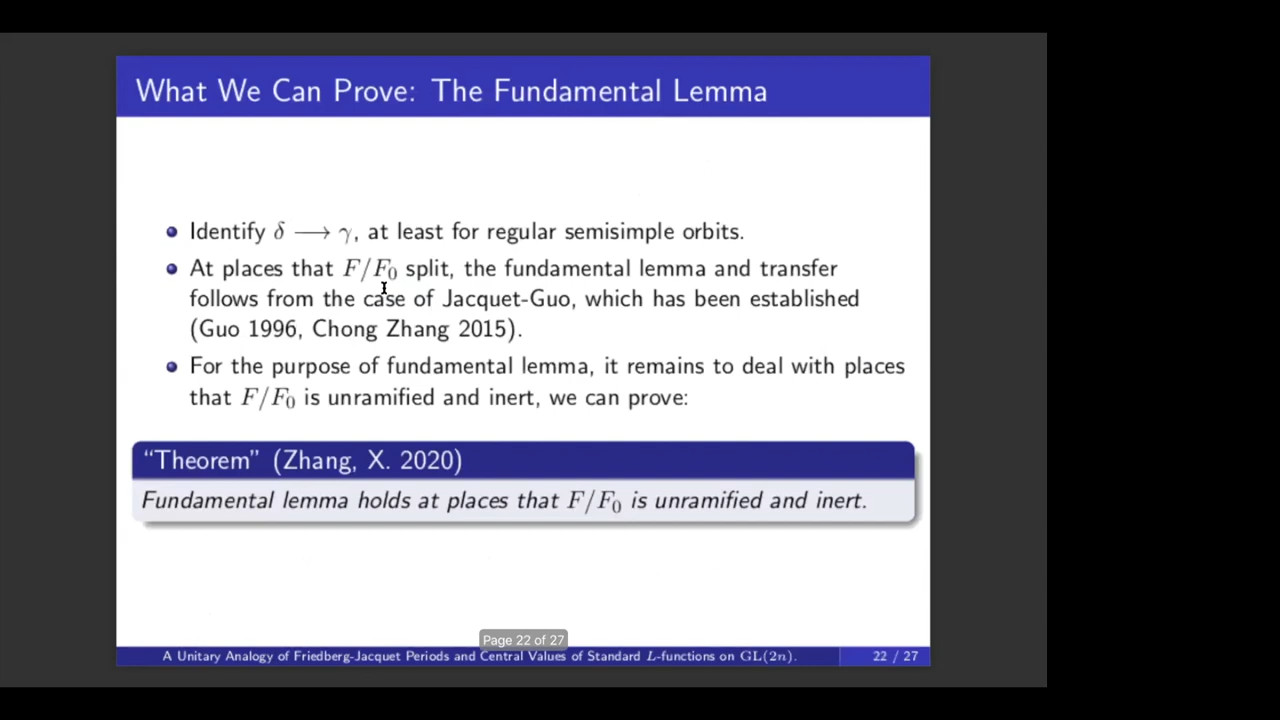 What We Can Prove: The Fundamental Lemma
Identify δ ⟶ γ, at least for regular semisimple orbits.
At places that F/F₀ split, the fundamental lemma and transfer
follows from the case of Jacquet-Guo, which has been established
(Guo 1996, Chong Zhang 2015).
For the purpose of fundamental lemma, it remains to deal with places
that F/F₀ is unramified and inert, we can prove:
“Theorem” (Zhang, X. 2020)
Fundamental lemma holds at places that F/F₀ is unramified and inert.
Page 22 of 27
A Unitary Analogy of Friedberg-Jacquet Periods and Central Values of Standard L-functions on GL(2n). 22 / 27